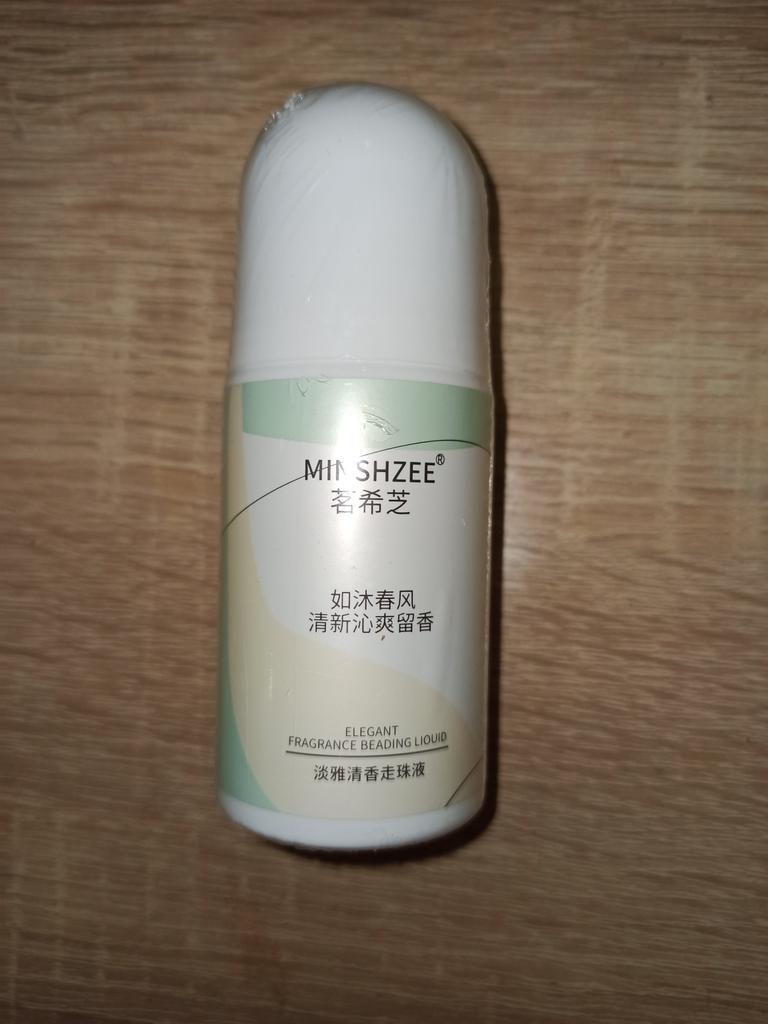 MINSHZEE®
茗希芝
如沐春风
清新沁爽留香
ELEGANT
FRAGRANCE BEADING LIQUID
淡雅清香走珠液